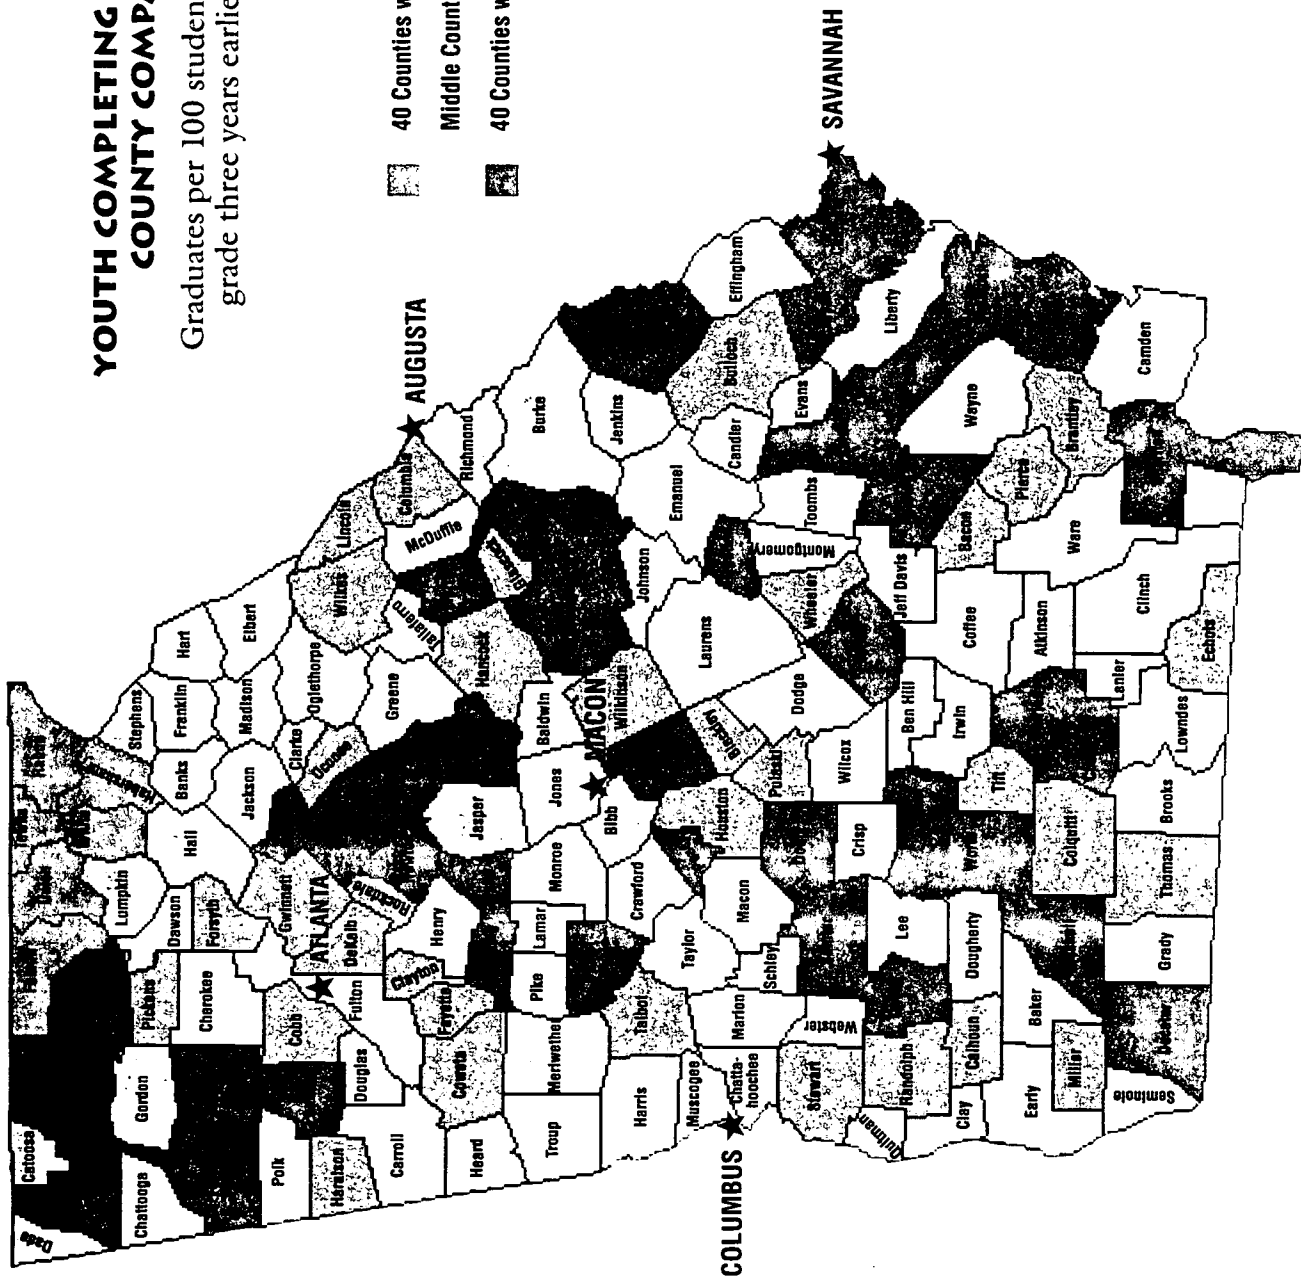 YOUTH COMPLETING
COUNTY COMPA
Graduates per 100 studen
grade three years earlie
40 Counties w
Middle Count
40 Counties w
Dade
Catoosa
Chattooga
Gordon
Polk
Haralson
Carroll
Heard
Troup
Harris
Muscogee
Chatta-
hoochee
COLUMBUS
Stewart
Quitman
Randolph
Clay
Calhoun
Early
Miller
Seminole
Decatur
Baker
Pickens
Cherokee
Cobb
Douglas
Fulton
ATLANTA
Coweta
Fayette
Clayton
Meriwether
Pike
Talbot
Marion
Webster
Schley
Taylor
Macon
Lamar
Crawford
Monroe
Henry
Rockdale
DeKalb
Gwinnett
Forsyth
Dawson
Lumpkin
Hall
Habersham
Banks
Stephens
Franklin
Hart
Jackson
Madison
Elbert
Clarke
Oconee
Oglethorpe
Greene
Wilkes
Lincoln
Columbia
McDuffie
Taliaferro
Hancock
Glascock
Richmond
AUGUSTA
Burke
Jasper
Jones
Baldwin
Wilkinson
MACON
Bibb
Houston
Bleckley
Pulaski
Laurens
Johnson
Emanuel
Jenkins
Candler
Bulloch
Effingham
SAVANNAH
Evans
Liberty
Toombs
Montgomery
Wheeler
Dodge
Wilcox
Crisp
Lee
Dougherty
Worth
Ben Hill
Irwin
Tift
Colquitt
Jeff Davis
Coffee
Atkinson
Bacon
Pierce
Wayne
Brantley
Camden
Ware
Clinch
Echols
Lanier
Lowndes
Brooks
Thomas
Grady